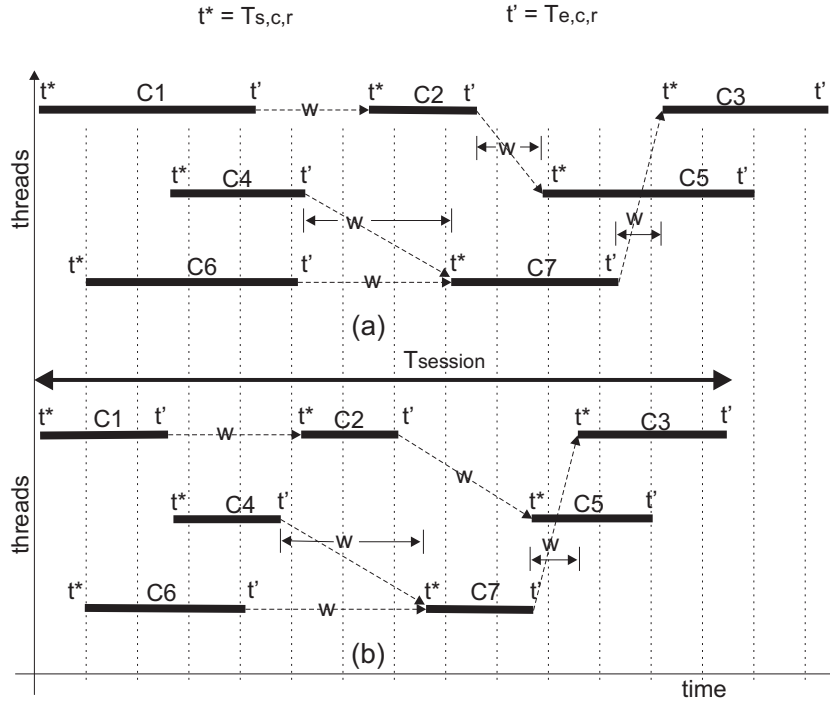 t* = Ts,c,r t' = Te,c,r
t* C1 t' w t* C2 t' t* C3 t'
w
t* C4 t' t* C5 t'
w w
t* C6 t' w t* C7 t'
threads
(a)
Tsession
t* C1 t' w t* C2 t' t* C3 t'
w
t* C4 t' t* C5 t'
w w
t* C6 t' w t* C7 t'
threads
(b)
time